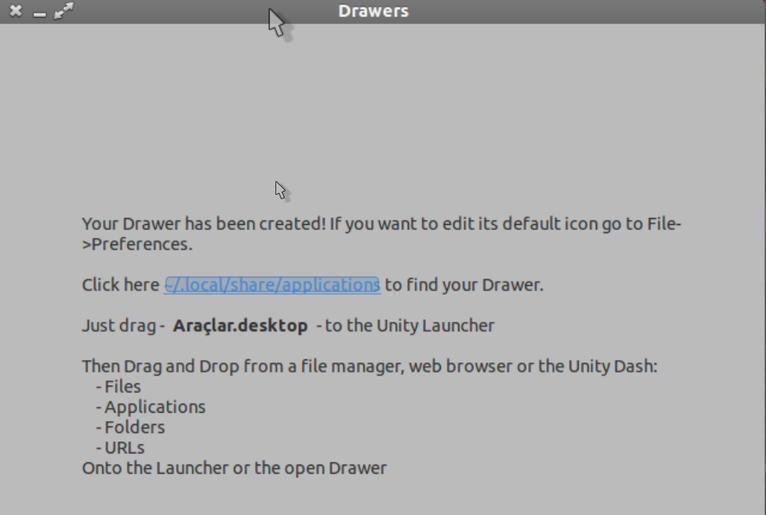 Drawers
Your Drawer has been created! If you want to edit its default icon go to File-
>Preferences.
Click here ~/.local/share/applications to find your Drawer.
Just drag - Araçlar.desktop - to the Unity Launcher
Then Drag and Drop from a file manager, web browser or the Unity Dash:
- Files
- Applications
- Folders
- URLs
Onto the Launcher or the open Drawer